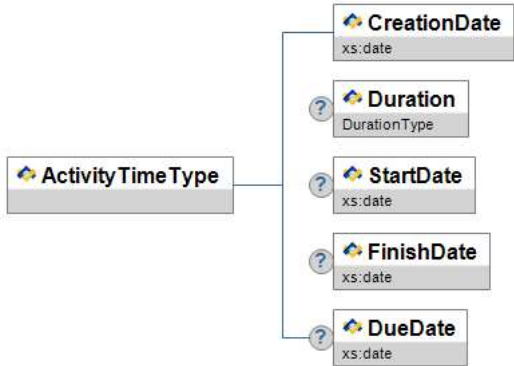 CreationDate
xs:date
?
Duration
DurationType
ActivityTimeType
?
StartDate
xs:date
?
FinishDate
xs:date
?
DueDate
xs:date